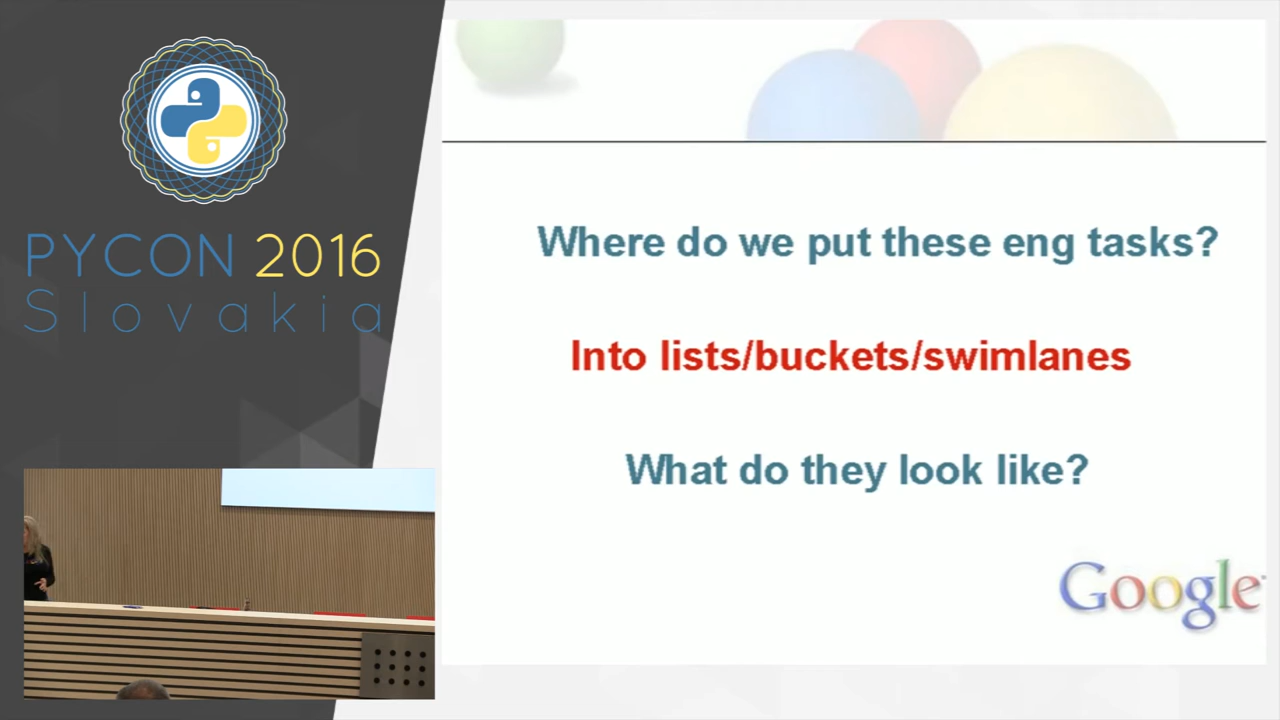 PYCON 2016
Slovakia
Where do we put these eng tasks?
Into lists/buckets/swimlanes
What do they look like?
Google